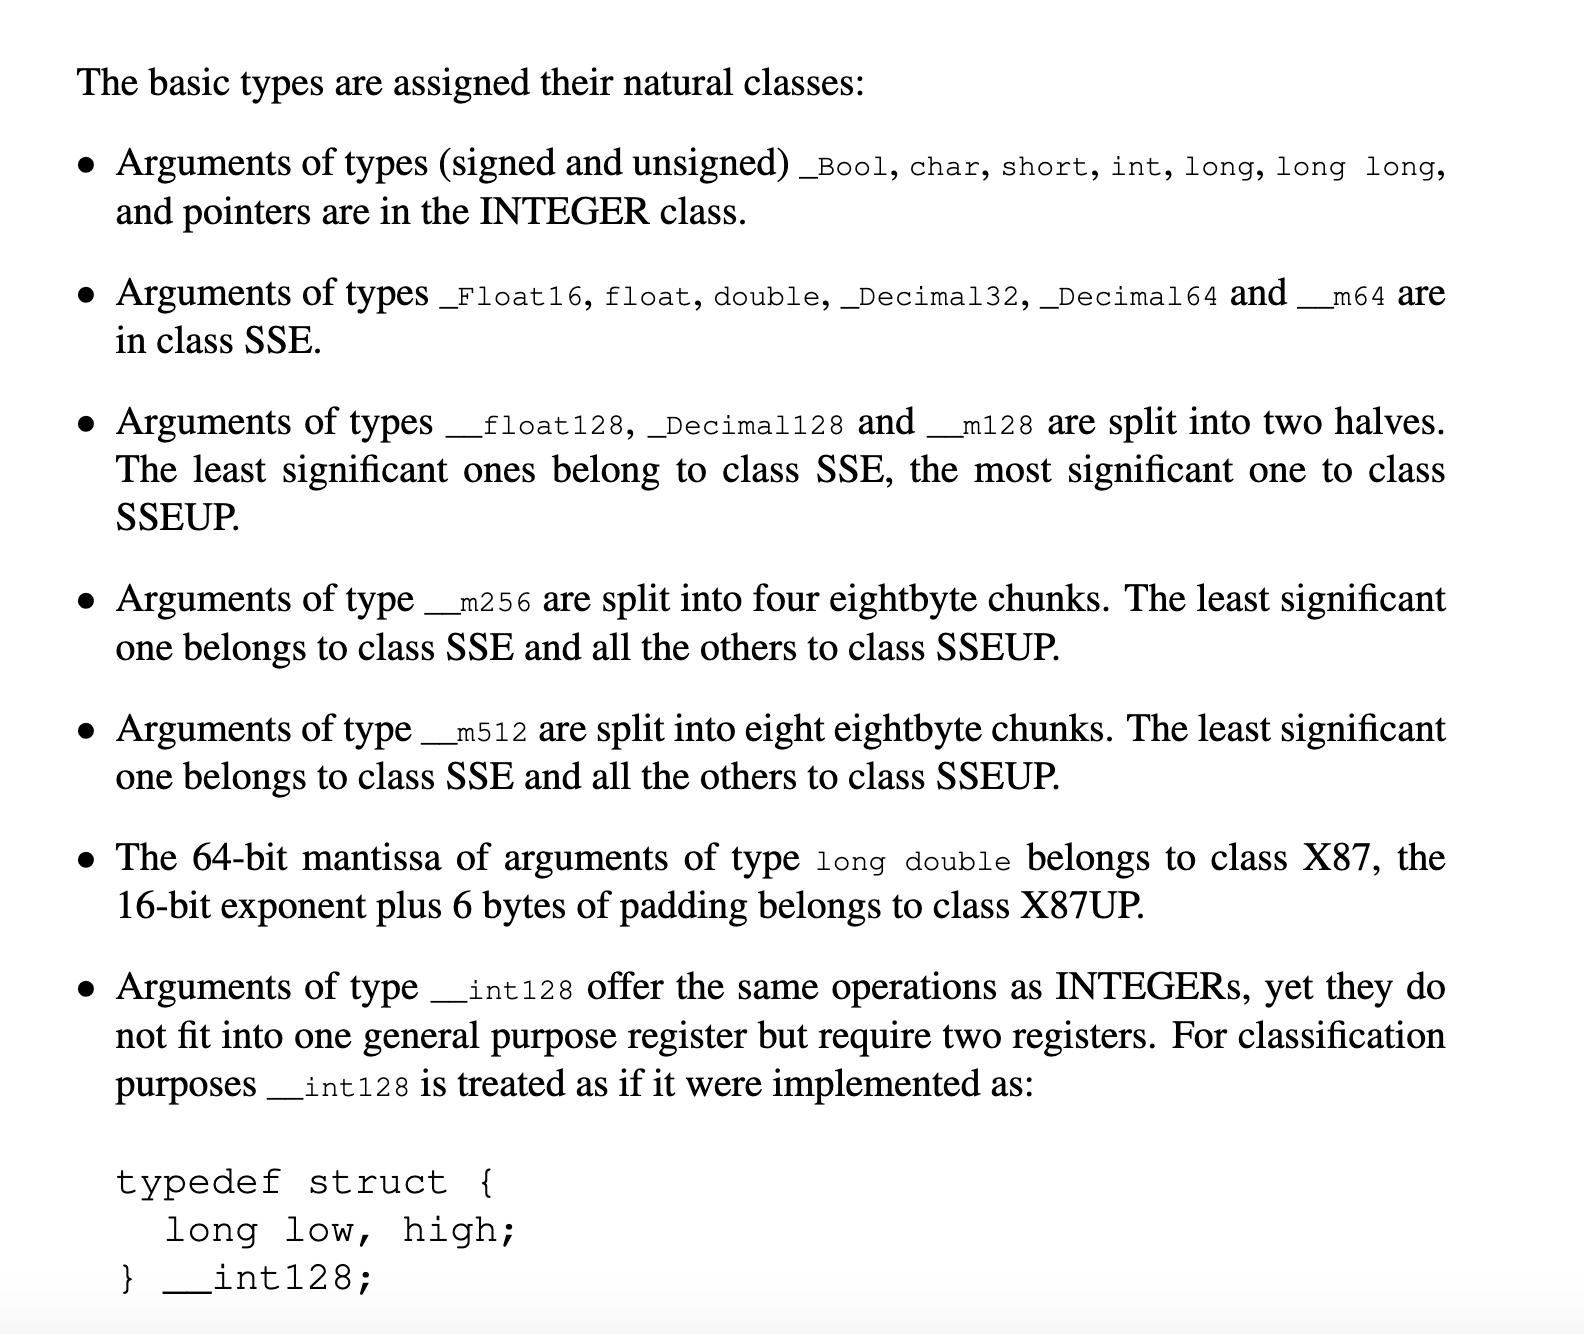 The basic types are assigned their natural classes:
• Arguments of types (signed and unsigned) _Bool, char, short, int, long, long long,
and pointers are in the INTEGER class.
• Arguments of types _Float16, float, double, _Decimal32, _Decimal64 and __m64 are
in class SSE.
• Arguments of types __float128, _Decimal128 and __m128 are split into two halves.
The least significant ones belong to class SSE, the most significant one to class
SSEUP.
• Arguments of type __m256 are split into four eightbyte chunks. The least significant
one belongs to class SSE and all the others to class SSEUP.
• Arguments of type __m512 are split into eight eightbyte chunks. The least significant
one belongs to class SSE and all the others to class SSEUP.
• The 64-bit mantissa of arguments of type long double belongs to class X87, the
16-bit exponent plus 6 bytes of padding belongs to class X87UP.
• Arguments of type __int128 offer the same operations as INTEGERs, yet they do
not fit into one general purpose register but require two registers. For classification
purposes __int128 is treated as if it were implemented as:
typedef struct {
  long low, high;
} __int128;